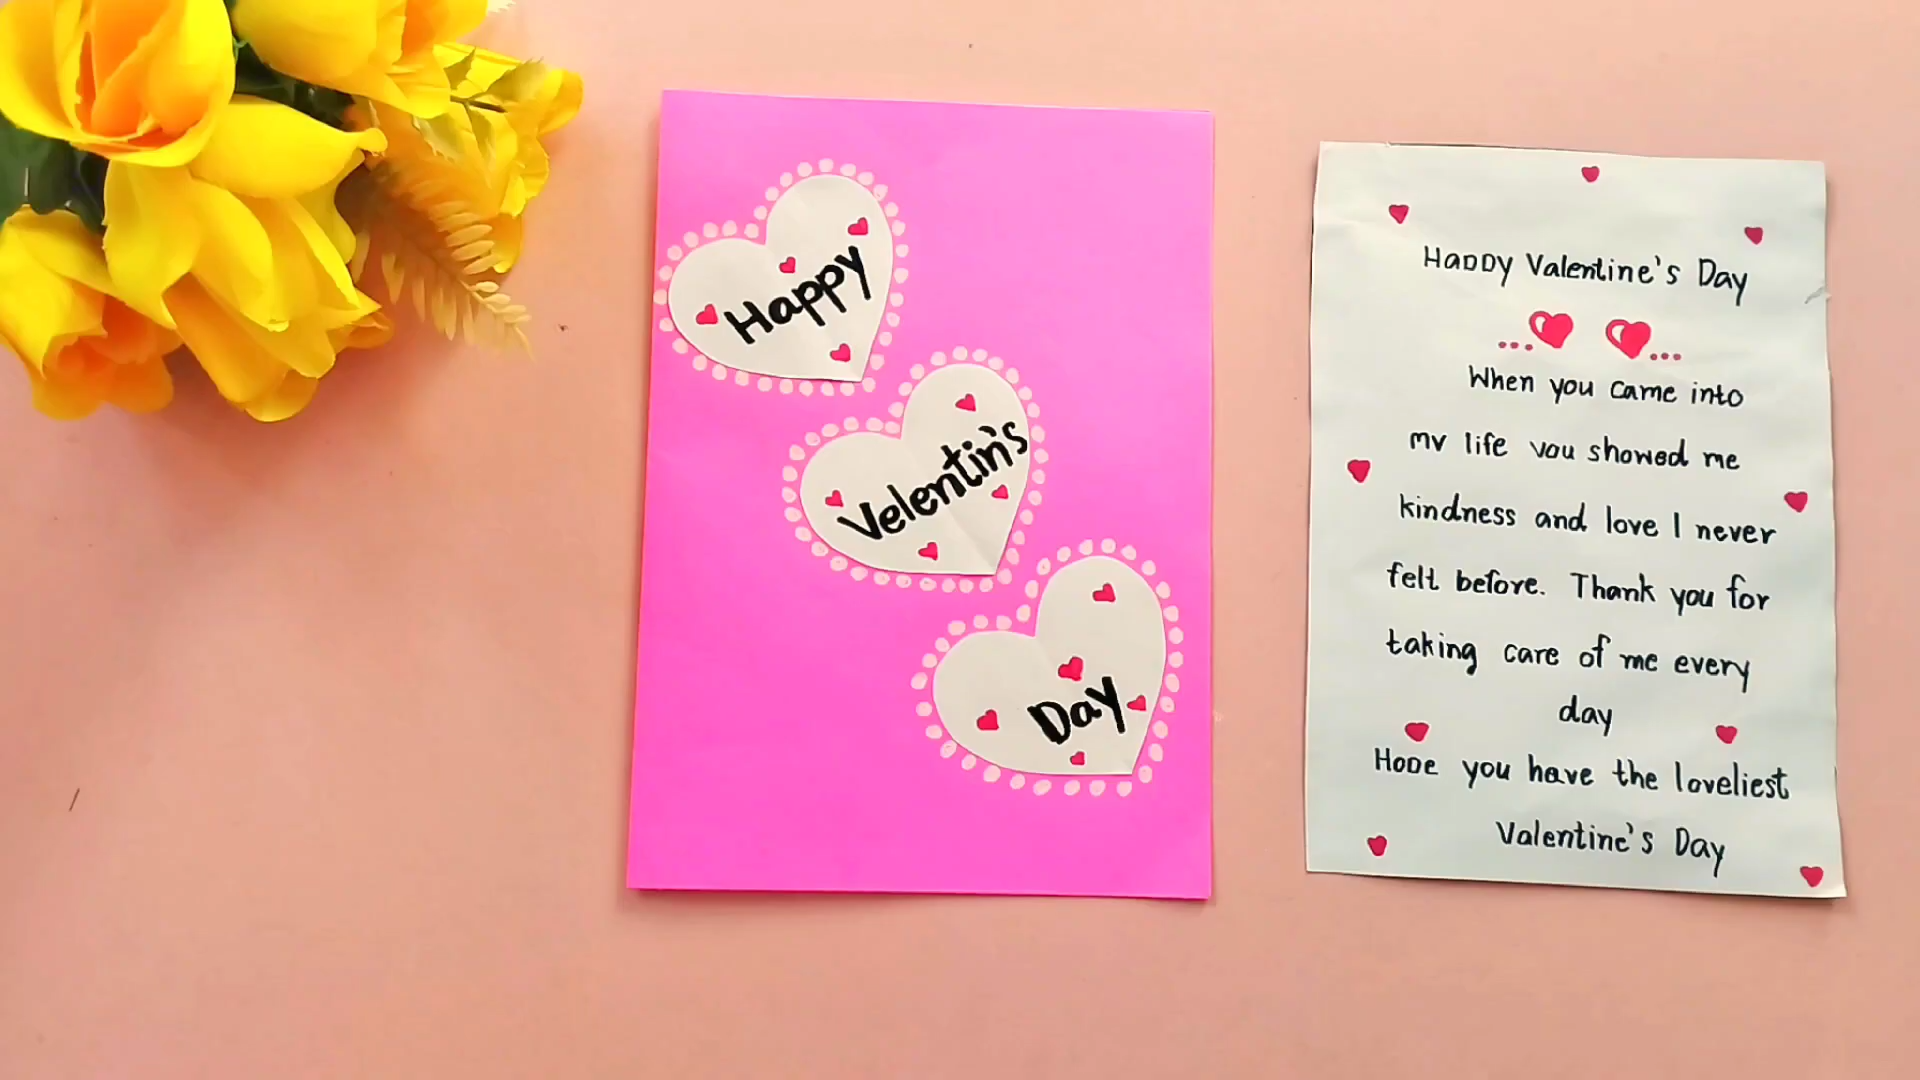 Happy
Velentin's
Day
Happy Valentine's Day
When you came into
my life you showed me
kindness and love I never
felt before. Thank you for
taking care of me every
day
Hope you have the loveliest
Valentine's Day